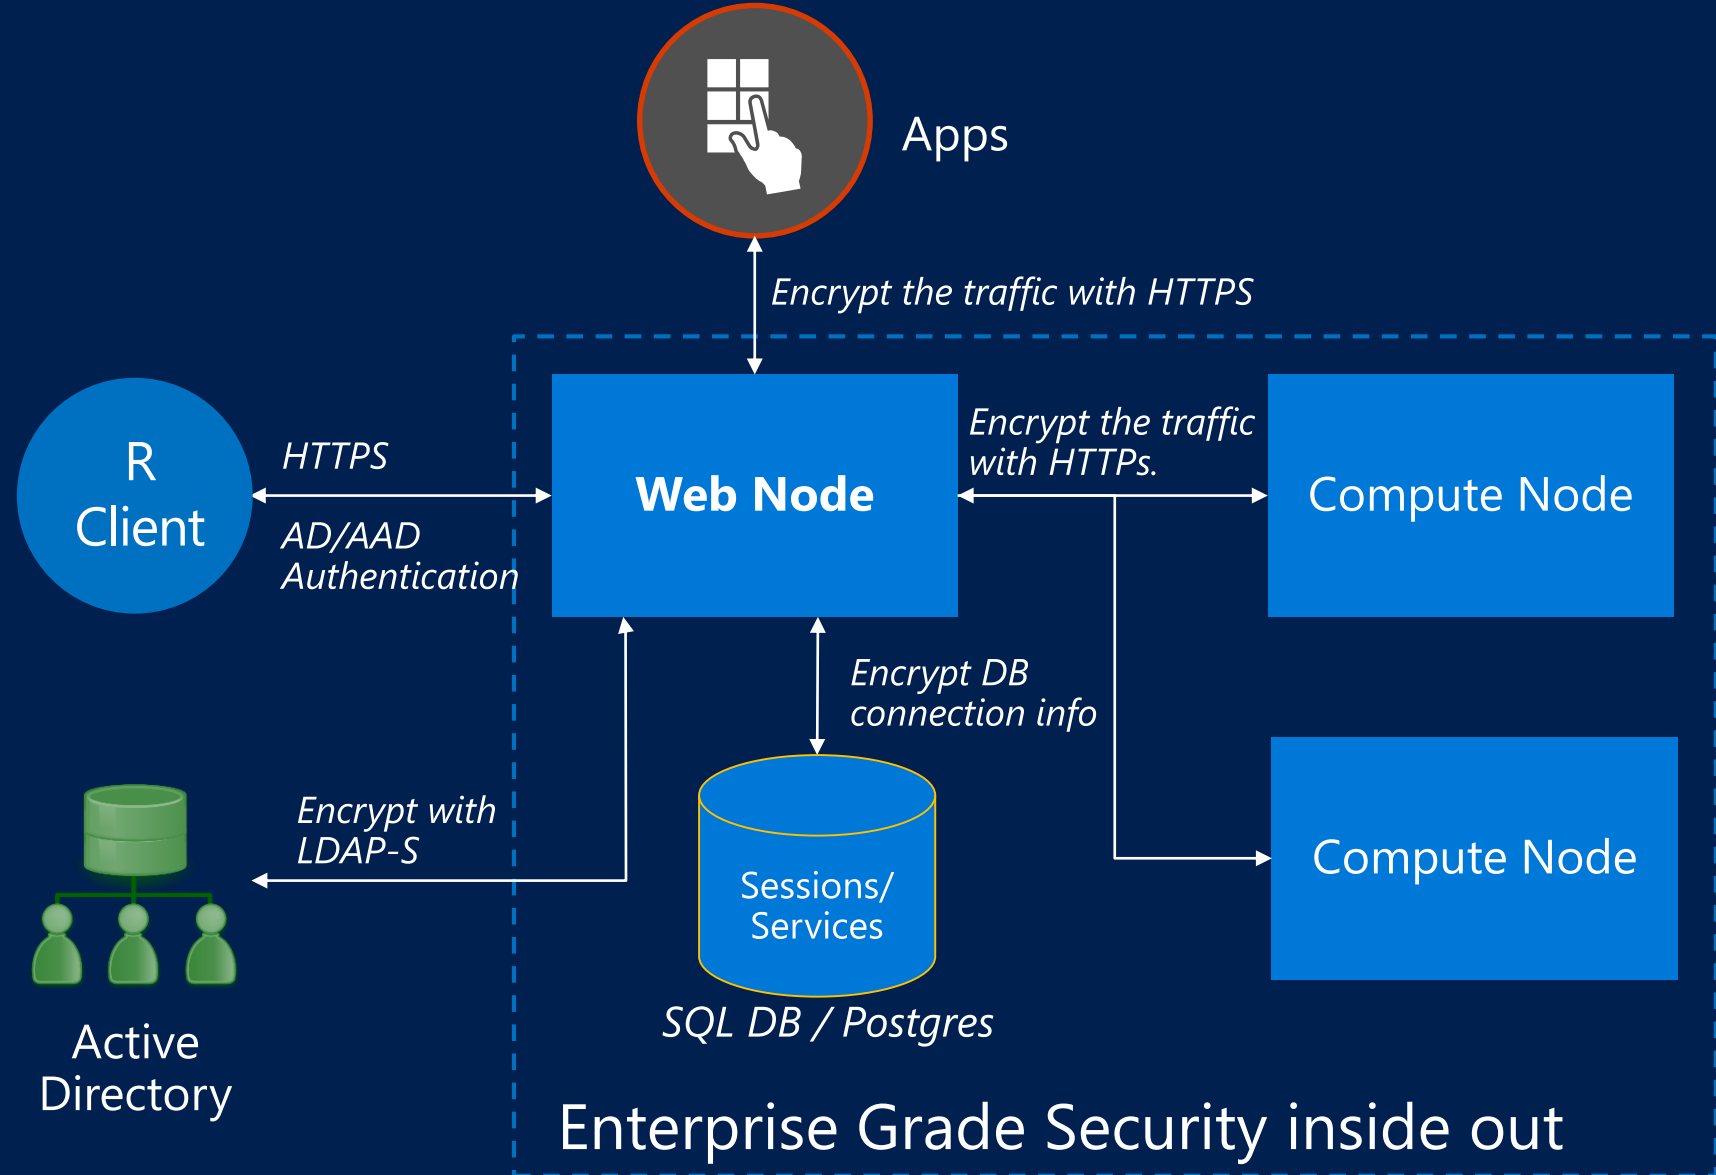 Apps
Encrypt the traffic with HTTPS
R
Client
HTTPS
AD/AAD
Authentication
Web Node
Encrypt the traffic
with HTTPs.
Compute Node
Encrypt DB
connection info
Encrypt with
LDAP-S
Sessions/
Services
SQL DB / Postgres
Compute Node
Active
Directory
Enterprise Grade Security inside out